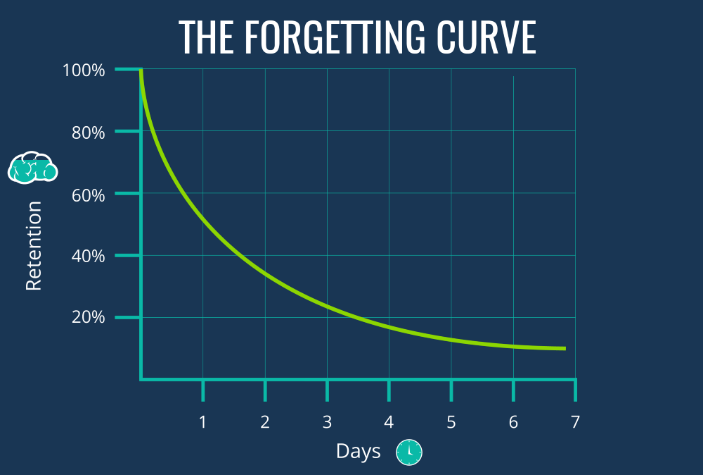 THE FORGETTING CURVE
100%
80%
60%
40%
20%
Retention
1 2 3 4 5 6 7
Days